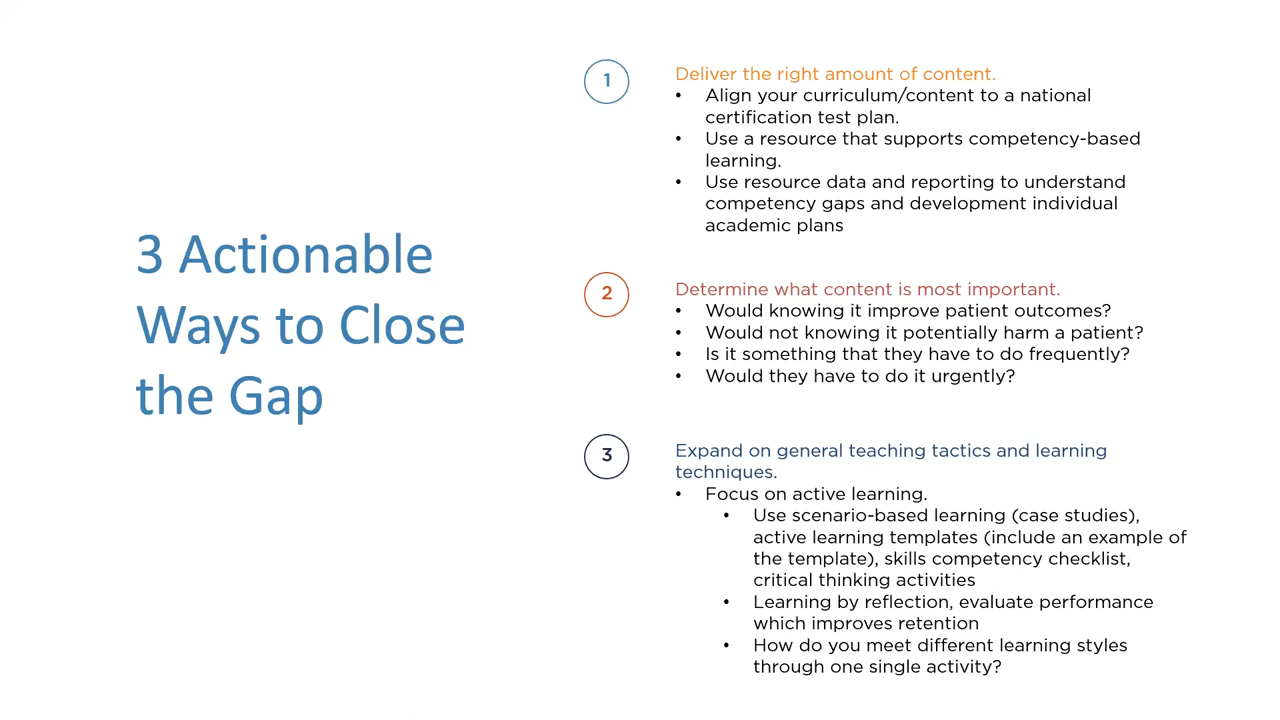 3 Actionable
Ways to Close
the Gap
1
Deliver the right amount of content.
• Align your curriculum/content to a national
certification test plan.
• Use a resource that supports competency-based
learning.
• Use resource data and reporting to understand
competency gaps and development individual
academic plans
2
Determine what content is most important.
• Would knowing it improve patient outcomes?
• Would not knowing it potentially harm a patient?
• Is it something that they have to do frequently?
• Would they have to do it urgently?
3
Expand on general teaching tactics and learning
techniques.
• Focus on active learning.
• Use scenario-based learning (case studies),
active learning templates (include an example of
the template), skills competency checklist,
critical thinking activities
• Learning by reflection, evaluate performance
which improves retention
• How do you meet different learning styles
through one single activity?